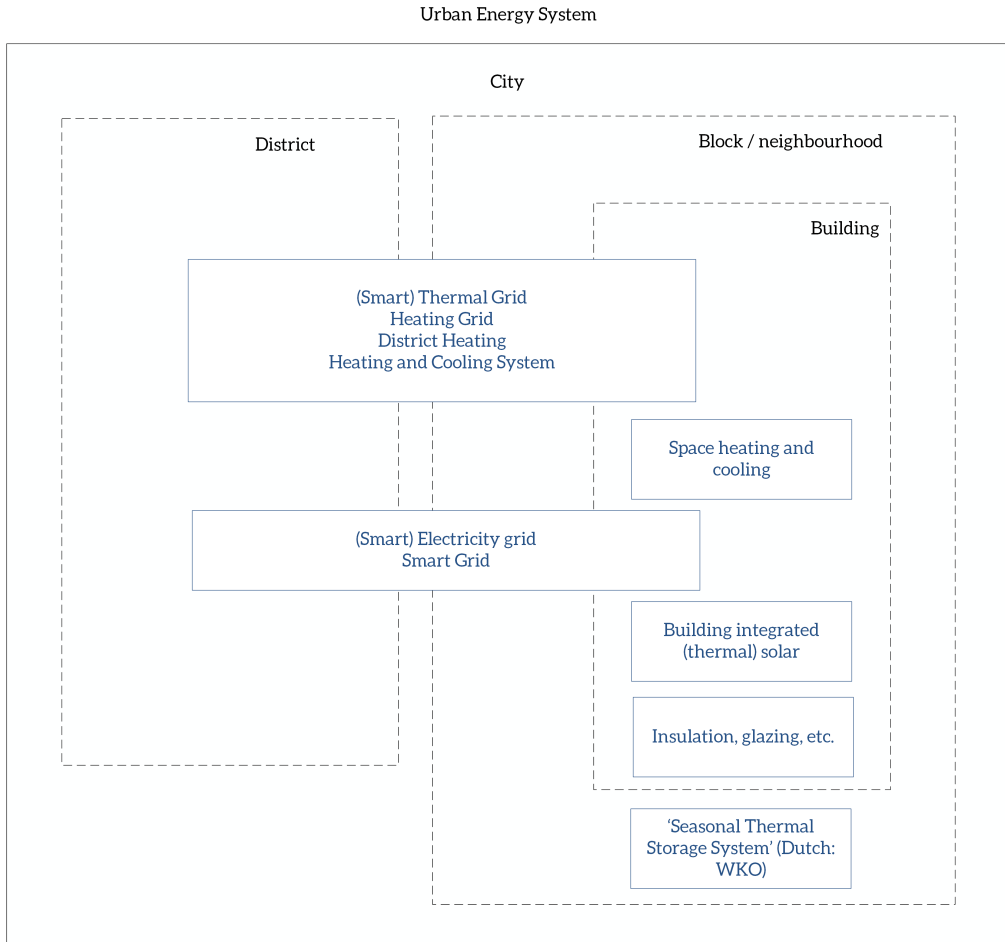 Urban Energy System
City
District
Block / neighbourhood
Building
(Smart) Thermal Grid
Heating Grid
District Heating
Heating and Cooling System
Space heating and
cooling
(Smart) Electricity grid
Smart Grid
Building integrated
(thermal) solar
Insulation, glazing, etc.
‘Seasonal Thermal
Storage System’ (Dutch:
WKO)